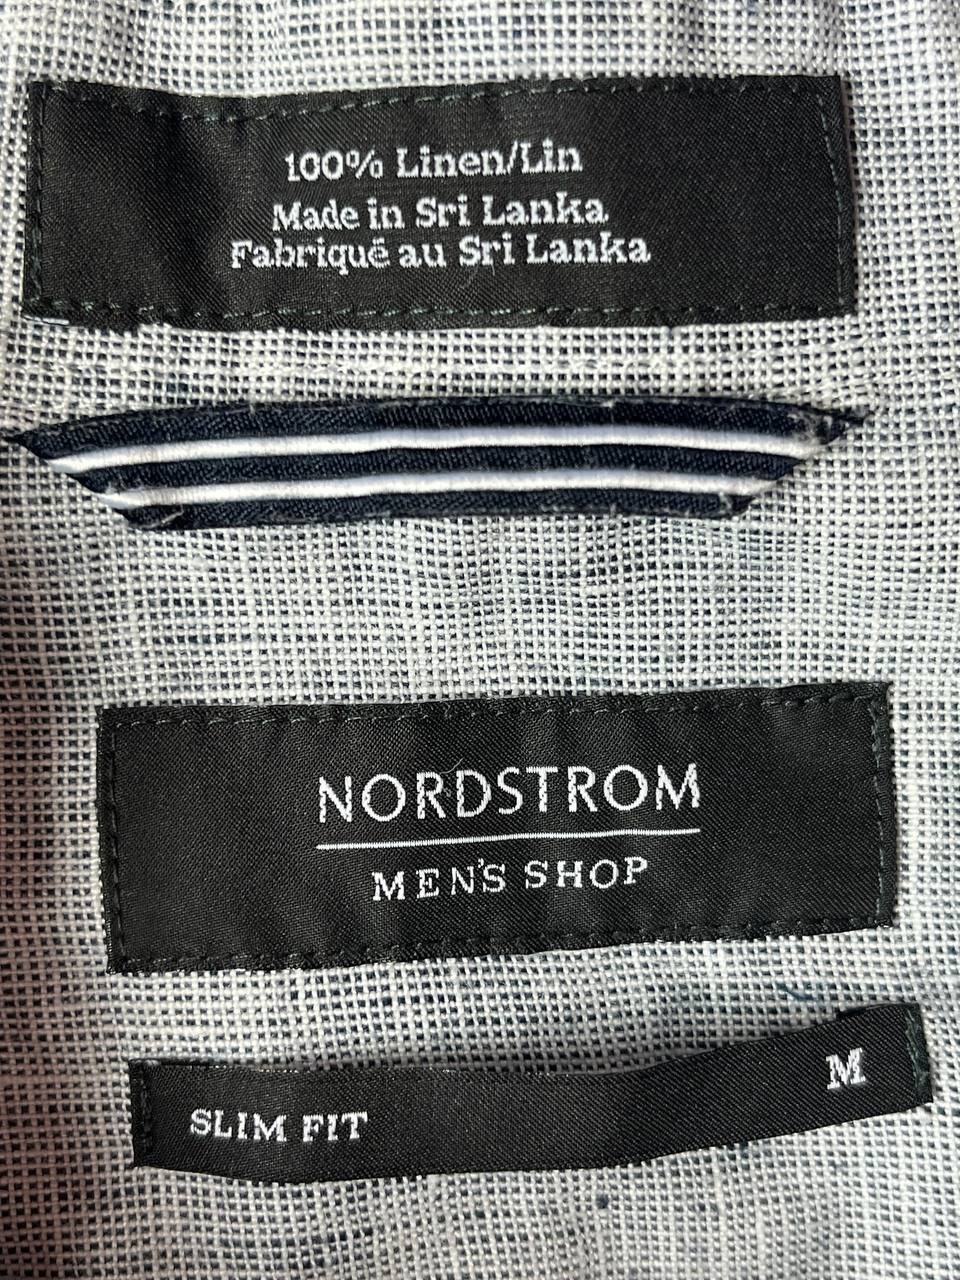 100% Linen/Lin
Made in Sri Lanka
Fabriqué au Sri Lanka
NORDSTROM
MEN'S SHOP
SLIM FIT M